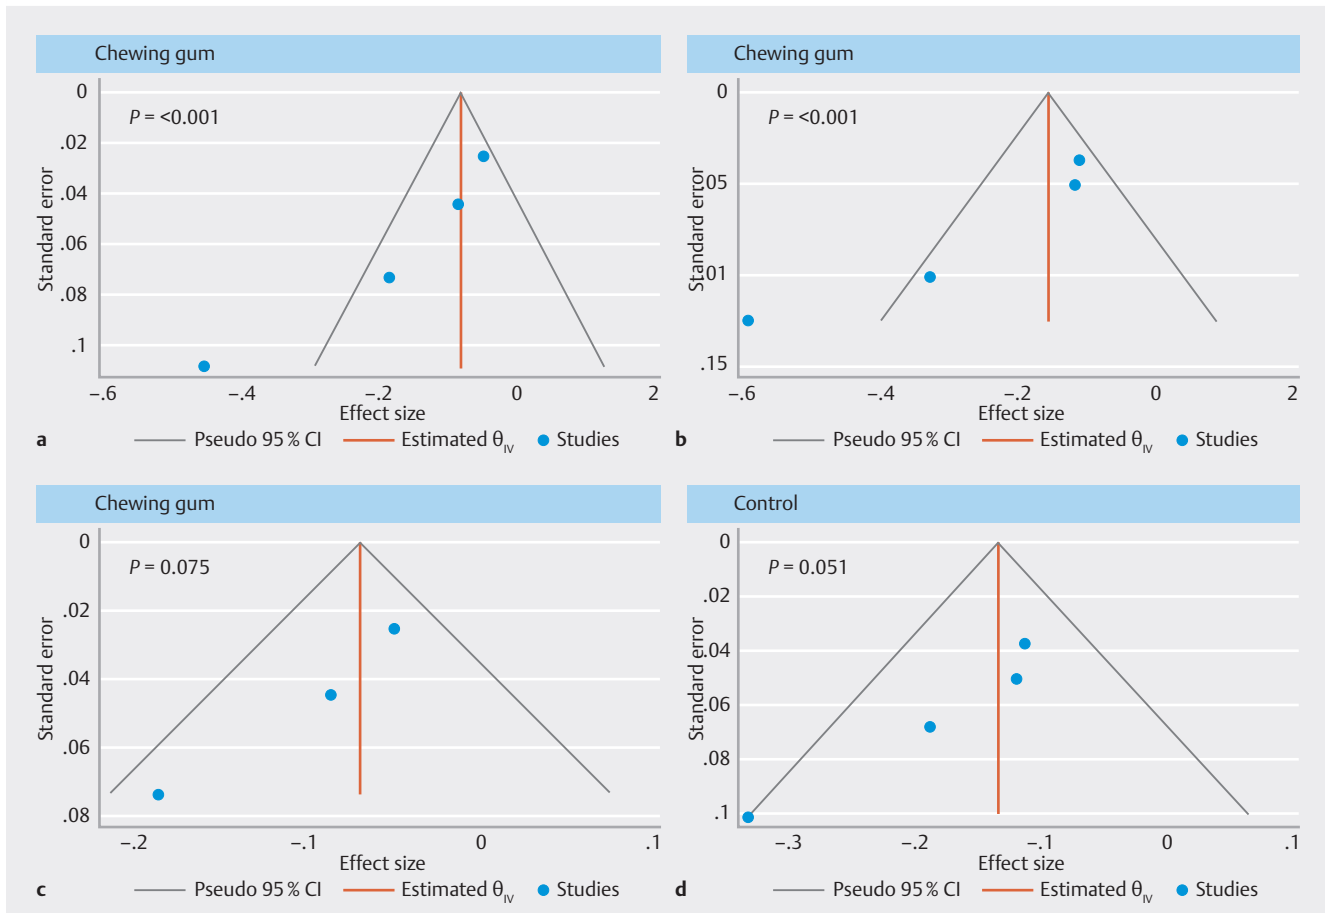 Chewing gum
P = <0.001
Standard error
0
.02
.04
.06
.08
.1
–.6 –.4 –.2 0 2
Effect size
a Pseudo 95 % CI Estimated θIV Studies
Chewing gum
P = <0.001
Standard error
0
.05
.01
.15
–.6 –.4 –.2 0 2
Effect size
b Pseudo 95 % CI Estimated θIV Studies
Chewing gum
P = 0.075
Standard error
0
.02
.04
.06
.08
–.2 –.1 0 .1
Effect size
c Pseudo 95 % CI Estimated θIV Studies
Control
P = 0.051
Standard error
0
.02
.04
.06
.08
.1
–.3 –.2 –.1 0 .1
Effect size
d Pseudo 95 % CI Estimated θIV Studies